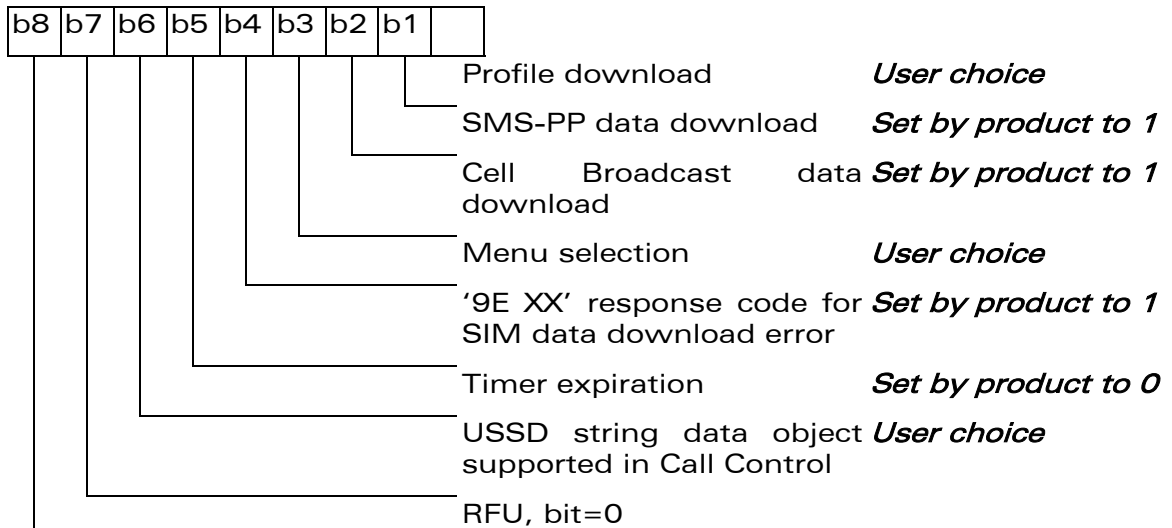 b8 b7 b6 b5 b4 b3 b2 b1
Profile download User choice
SMS-PP data download Set by product to 1
Cell Broadcast data Set by product to 1
download
Menu selection User choice
‘9E XX’ response code for Set by product to 1
SIM data download error
Timer expiration Set by product to 0
USSD string data object User choice
supported in Call Control
RFU, bit=0